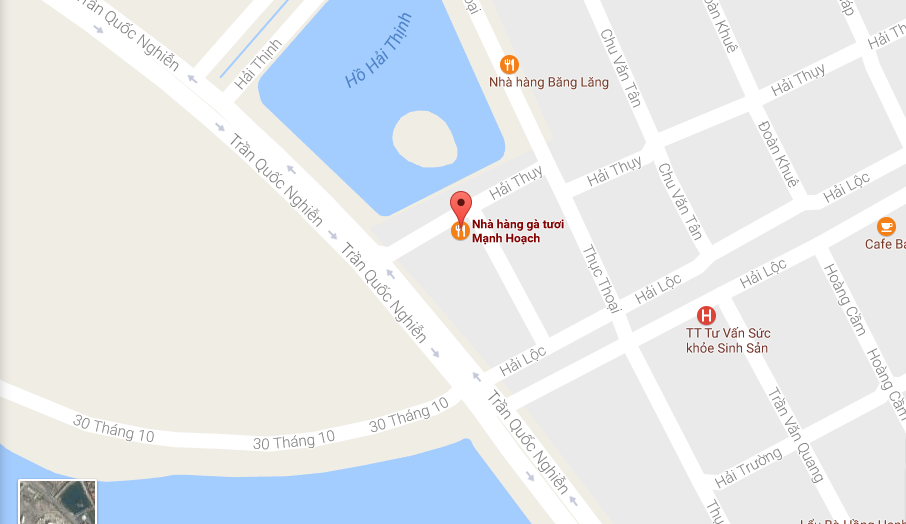 Trần Quốc Nghiễn
Hải Thịnh
Hồ Hải Thịnh
Nhà hàng Băng Lăng
Chu Văn Tân
Đoàn Khuê
Hải Thụy
Trần Quốc Nghiễn
Hải Thụy
Hải Thụy
Đoàn Khuê
Chu Văn Tân
Hải Lộc
Nhà hàng gà tươi
Mạnh Hoạch
Cafe
Trần Quốc Nghiễn
Thục Thoại
Hải Lộc
Hải Lộc
Hoàng Cầm
TT Tư Vấn Sức
khỏe Sinh Sản
Hải Lộc
Hoàng Cầm
30 Tháng 10
30 Tháng 10
30 Tháng 10
Trần Quốc Nghiễn
Trần Văn Quang
Hải Trường